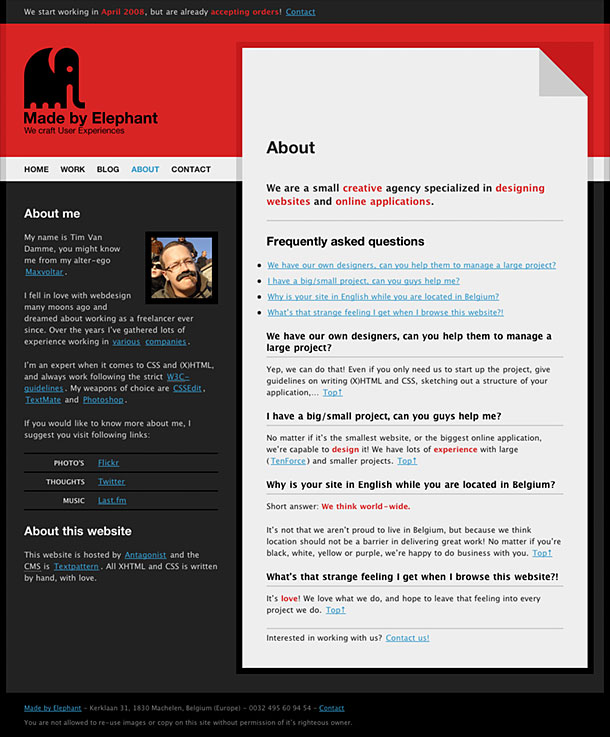 We start working in April 2008, but are already accepting orders! Contact
Made by Elephant
We craft User Experiences
HOME WORK BLOG ABOUT CONTACT
About me
My name is Tim Van
Damme, you might know
me from my alter-ego
Maxvoltar.
I fell in love with webdesign
many moons ago and
dreamed about working as a freelancer ever
since. Over the years I've gathered lots of
experience working in various companies.
I'm an expert when it comes to CSS and (X)HTML,
and always work following the strict W3C-
guidelines. My weapons of choice are CSSEdit,
TextMate and Photoshop.
If you would like to know more about me, I
suggest you visit following links:
PHOTO'S Flickr
THOUGHTS Twitter
MUSIC Last.fm
About this website
This website is hosted by Antagonist and the
CMS is Textpattern. All XHTML and CSS is written
by hand, with love.
About
We are a small creative agency specialized in designing
websites and online applications.
Frequently asked questions
We have our own designers, can you help them to manage a large project?
I have a big/small project, can you guys help me?
Why is your site in English while you are located in Belgium?
What's that strange feeling I get when I browse this website?!
We have our own designers, can you help them to manage a
large project?
Yep, we can do that! Even if you only need us to start up the project, give
guidelines on writing (X)HTML and CSS, sketching out a structure of your
application,... Top↑
I have a big/small project, can you guys help me?
No matter if it's the smallest website, or the biggest online application,
we're capable to design it! We have lots of experience with large
(TenForce) and smaller projects. Top↑
Why is your site in English while you are located in Belgium?
Short answer: We think world-wide.
It's not that we aren't proud to live in Belgium, but because we think
location should not be a barrier in delivering great work! No matter if you're
black, white, yellow or purple, we're happy to do business with you. Top↑
What's that strange feeling I get when I browse this website?!
It's love! We love what we do, and hope to leave that feeling into every
project we do. Top↑
Interested in working with us? Contact us!
Made by Elephant – Kerklaan 31, 1830 Machelen, Belgium (Europe) – 0032 495 60 94 54 – Contact
You are not allowed to re-use images or copy on this site without permission of it's righteous owner.